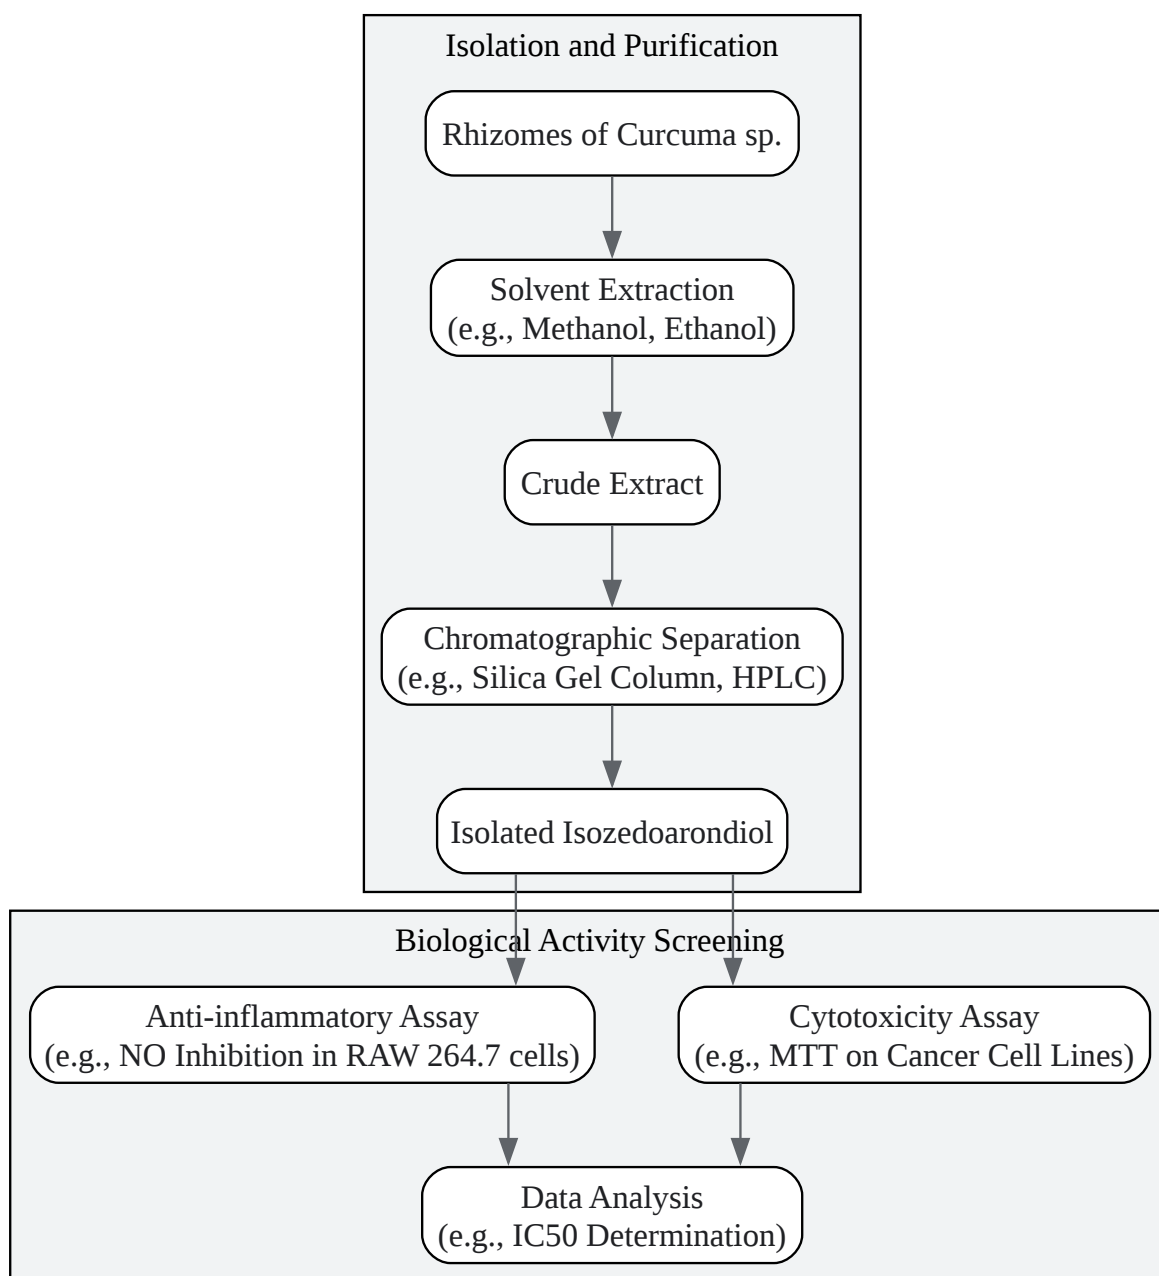 Isolation and Purification
Rhizomes of Curcuma sp.
Solvent Extraction
(e.g., Methanol, Ethanol)
Crude Extract
Chromatographic Separation
(e.g., Silica Gel Column, HPLC)
Isolated Isozedoarondiol
Biological Activity Screening
Anti-inflammatory Assay
(e.g., NO Inhibition in RAW 264.7 cells)
Cytotoxicity Assay
(e.g., MTT on Cancer Cell Lines)
Data Analysis
(e.g., IC50 Determination)